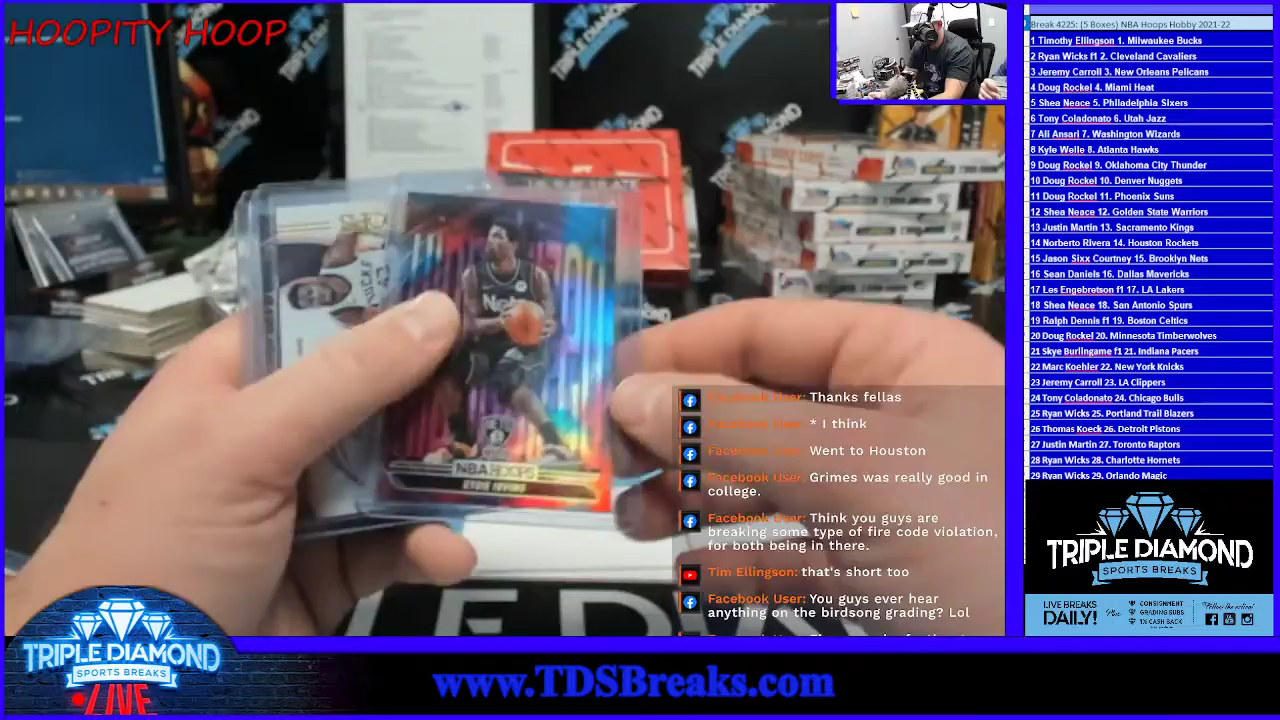 HOOPITY HOOP
Nets
BUCKS
NBA HOOPS
KYRIE IRVING
Facebook User: Thanks fellas
Facebook User: * I think
Facebook User: Went to Houston
Facebook User: Grimes was really good in
college.
Facebook User: Think you guys are
breaking some type of fire code violation,
for both being in there.
Tim Ellingson: that's short too
Facebook User: You guys ever hear
anything on the birdsong grading? Lol
Break 4225: (5 Boxes) NBA Hoops Hobby 2021-22
1 Timothy Ellingson 1. Milwaukee Bucks
2 Ryan Wicks f1 2. Cleveland Cavaliers
3 Jeremy Carroll 3. New Orleans Pelicans
4 Doug Rockel 4. Miami Heat
5 Shea Neace 5. Philadelphia Sixers
6 Tony Coladonato 6. Utah Jazz
7 Ali Ansari 7. Washington Wizards
8 Kyle Welle 8. Atlanta Hawks
9 Doug Rockel 9. Oklahoma City Thunder
10 Doug Rockel 10. Denver Nuggets
11 Doug Rockel 11. Phoenix Suns
12 Shea Neace 12. Golden State Warriors
13 Justin Martin 13. Sacramento Kings
14 Norberto Rivera 14. Houston Rockets
15 Jason Sixx Courtney 15. Brooklyn Nets
16 Sean Daniels 16. Dallas Mavericks
17 Les Engebretson f1 17. LA Lakers
18 Shea Neace 18. San Antonio Spurs
19 Ralph Dennis f1 19. Boston Celtics
20 Doug Rockel 20. Minnesota Timberwolves
21 Skye Burlingame f1 21. Indiana Pacers
22 Marc Koehler 22. New York Knicks
23 Jeremy Carroll 23. LA Clippers
24 Tony Coladonato 24. Chicago Bulls
25 Ryan Wicks 25. Portland Trail Blazers
26 Thomas Koeck 26. Detroit Pistons
27 Justin Martin 27. Toronto Raptors
28 Ryan Wicks 28. Charlotte Hornets
29 Ryan Wicks 29. Orlando Magic
TRIPLE DIAMOND
SPORTS BREAKS
LIVE BREAKS
DAILY!
Plus
CONSIGNMENT
GRADING SUBS
1% CASH BACK
Follow the action!
TRIPLE DIAMOND
SPORTS BREAKS
LIVE
www.TDSBreaks.com